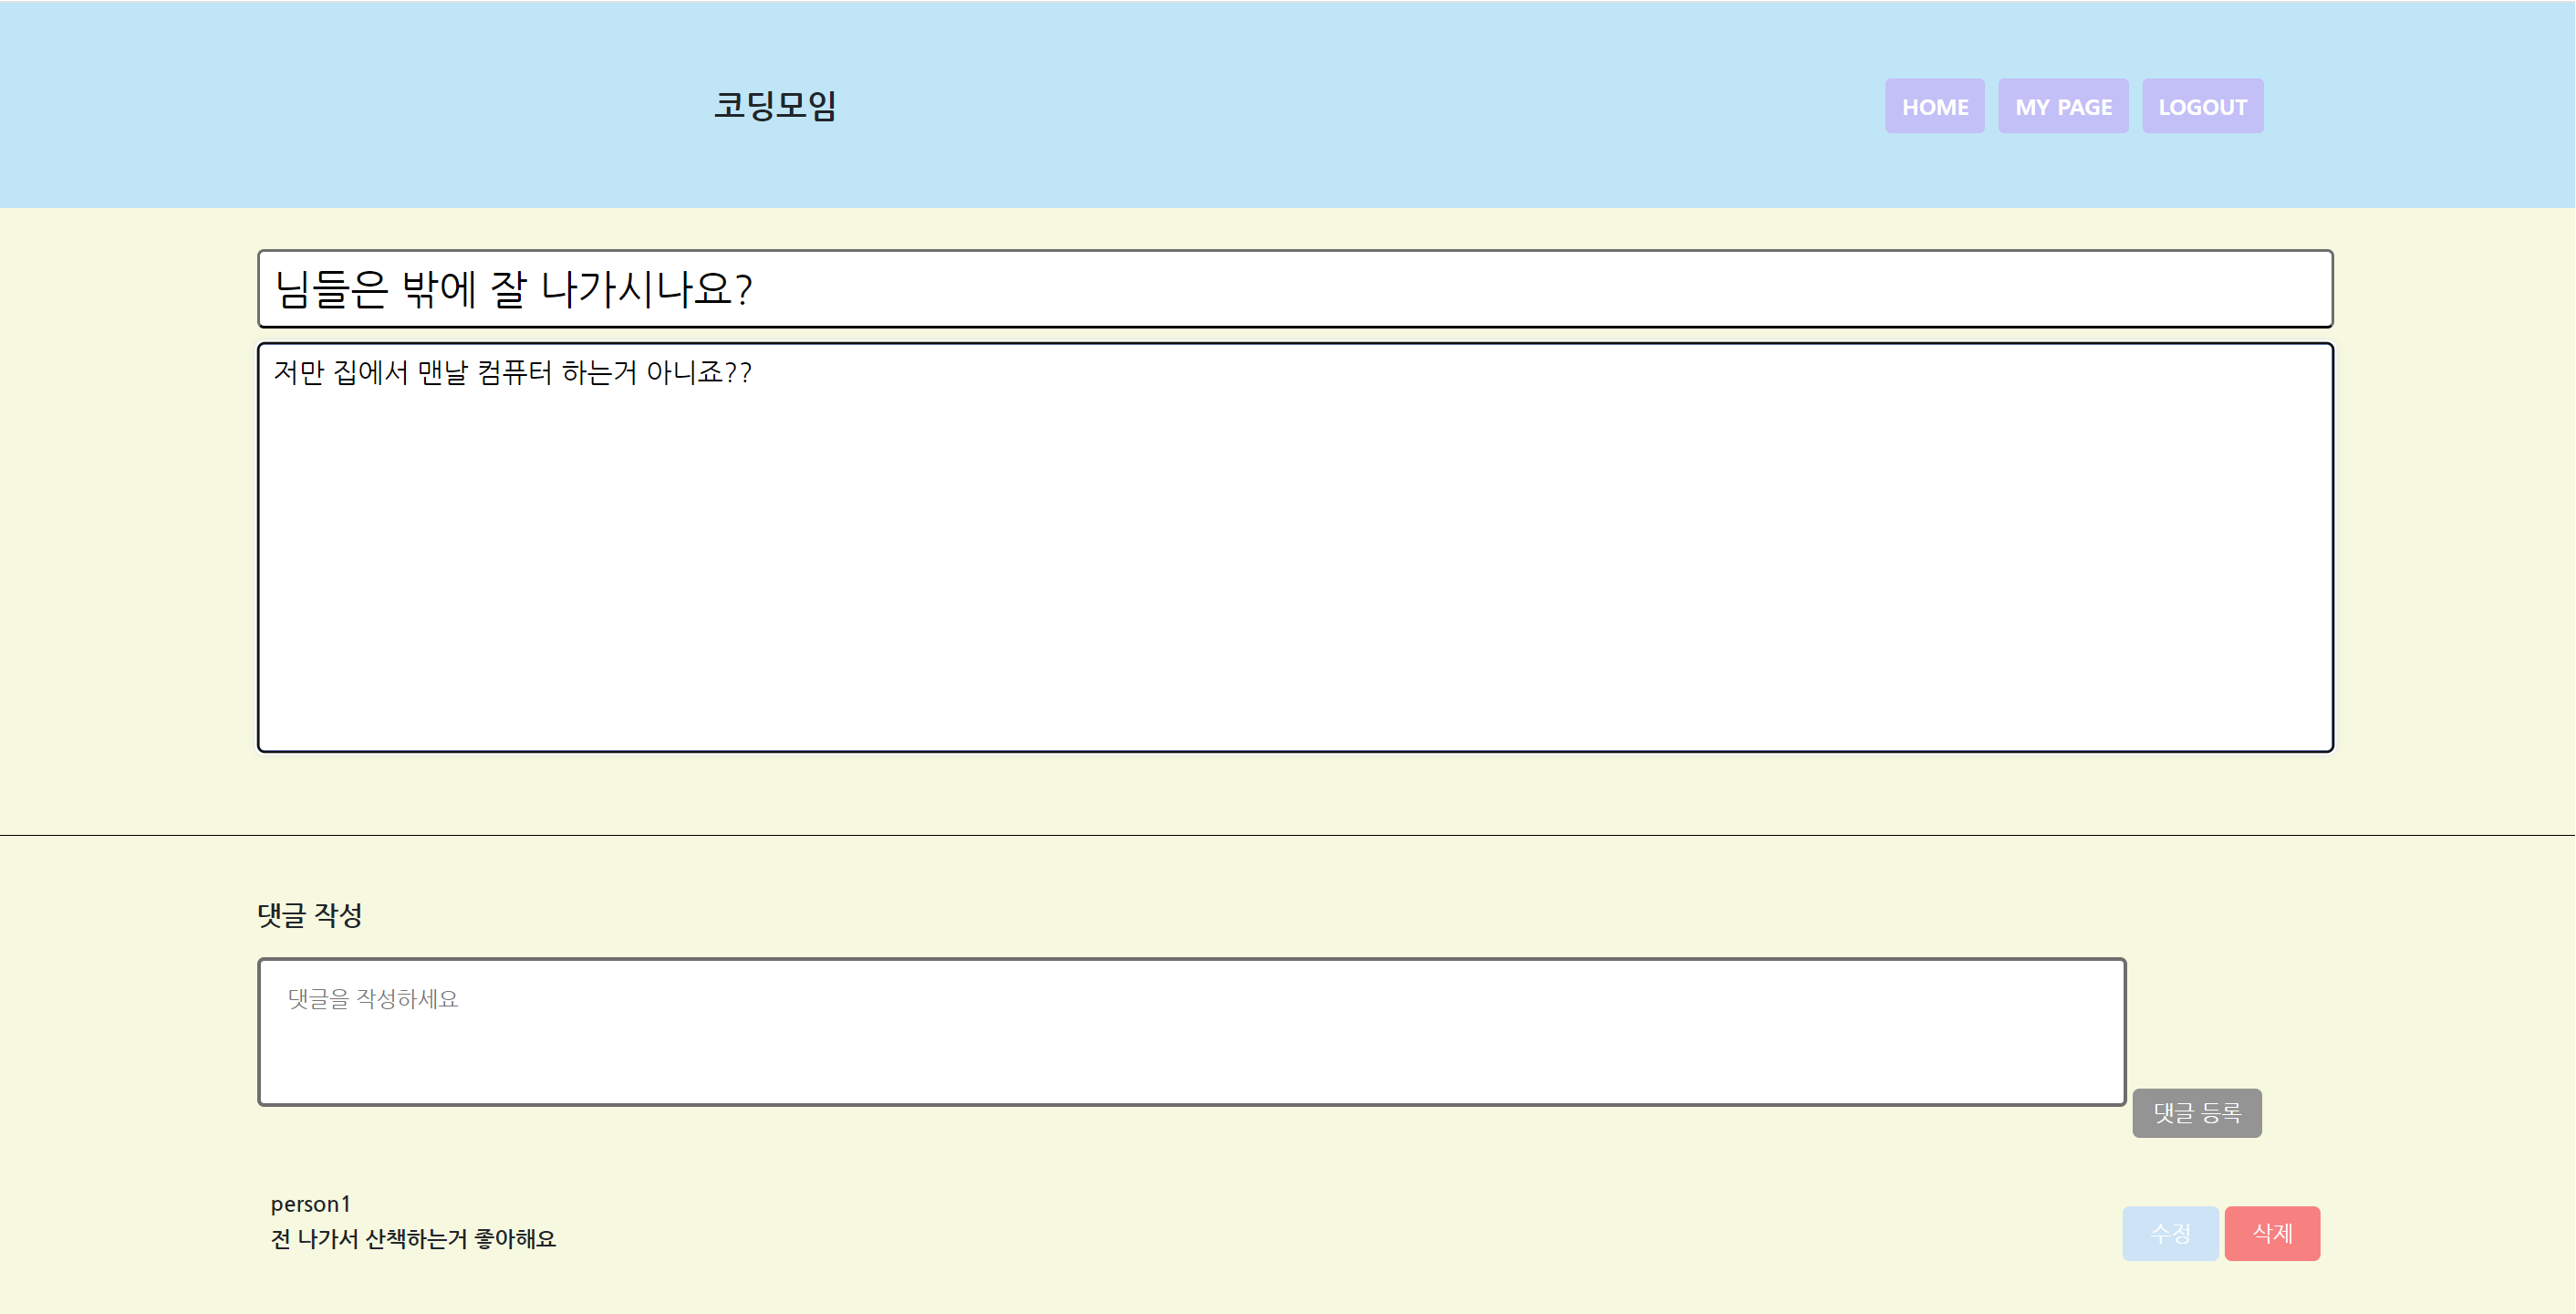 코딩모임
HOME MY PAGE LOGOUT
님들은 밖에 잘 나가시나요?
저만 집에서 맨날 컴퓨터 하는거 아니죠??
댓글 작성
댓글을 작성하세요
댓글 등록
person1
전 나가서 산책하는거 좋아해요
수정 삭제